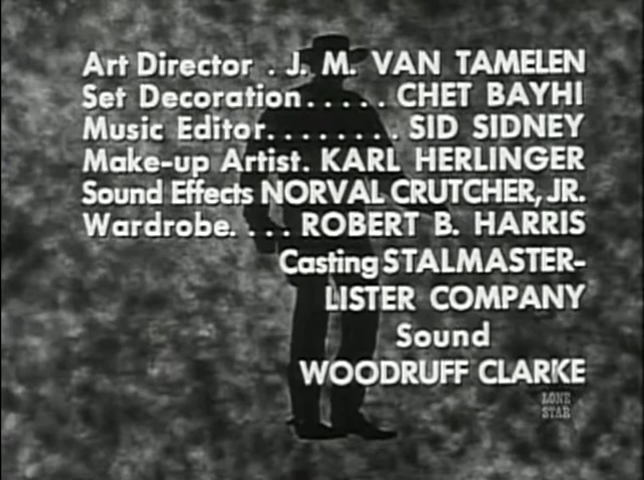 Art Director . J. M. VAN TAMELEN
Set Decoration..... CHET BAYHI
Music Editor........ SID SIDNEY
Make-up Artist. KARL HERLINGER
Sound Effects NORVAL CRUTCHER, JR.
Wardrobe. ... ROBERT B. HARRIS
Casting STALMASTER-
LISTER COMPANY
Sound
WOODRUFF CLARKE
LONE
STAR